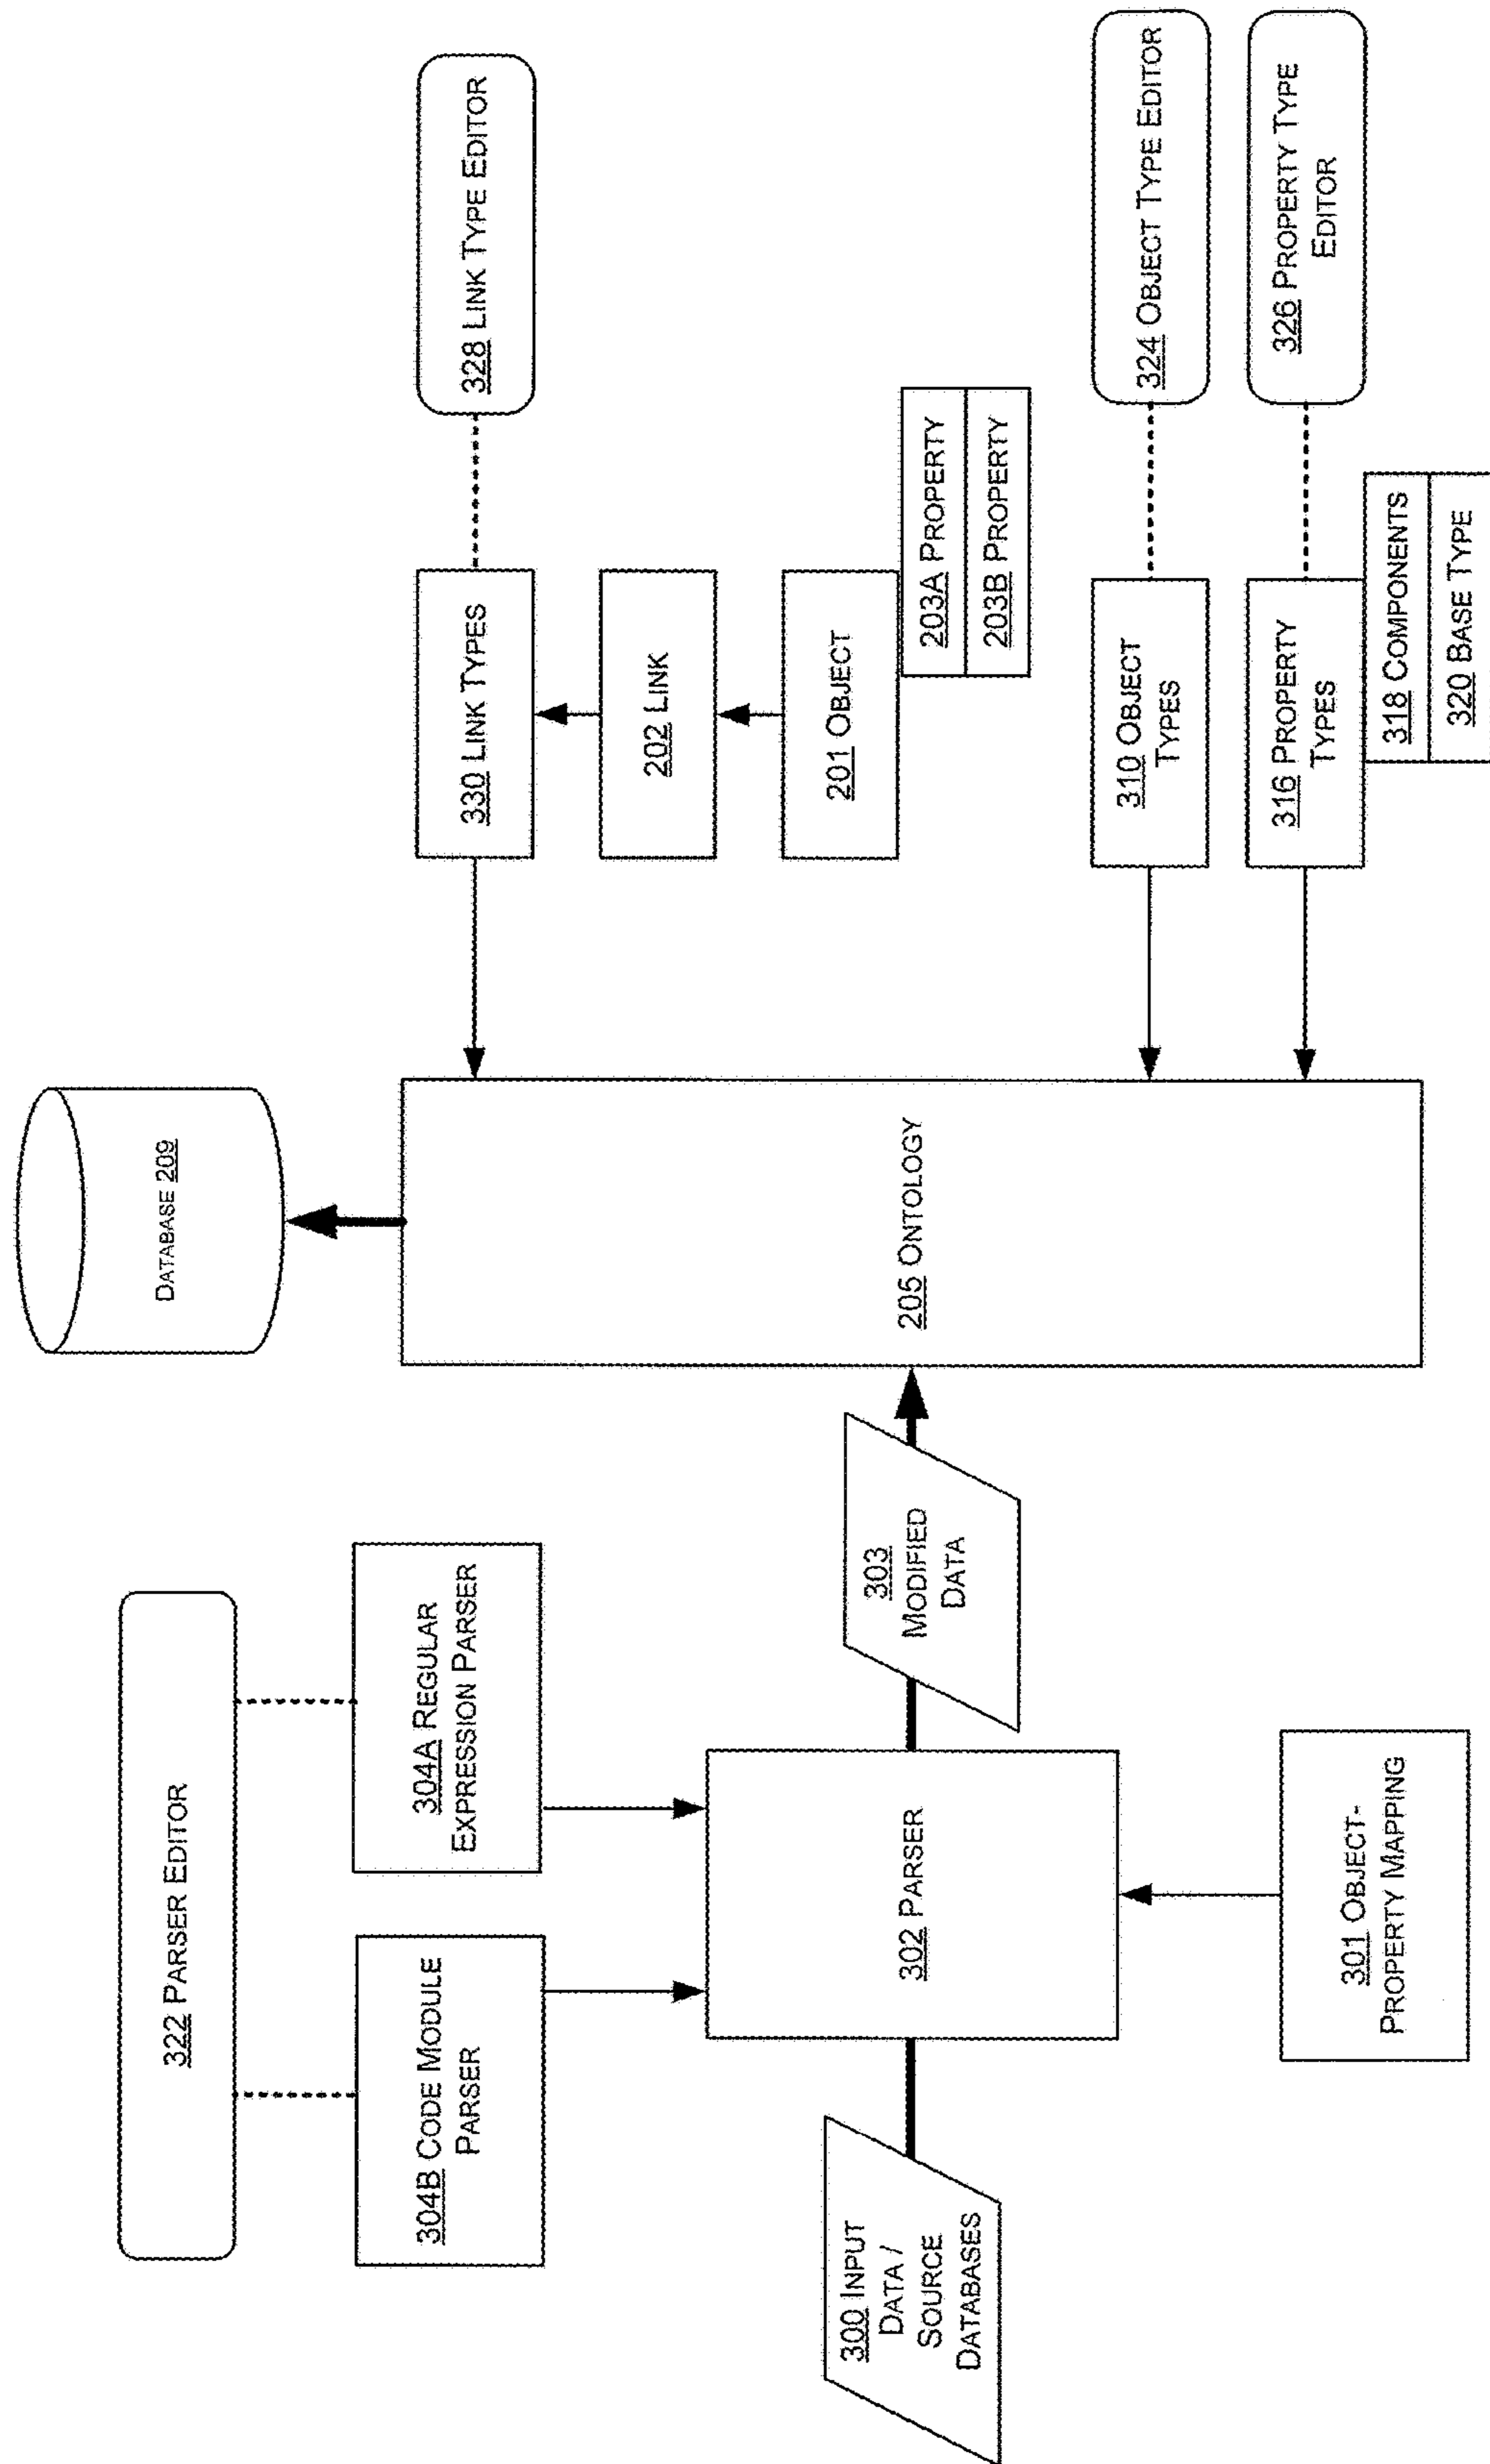 322 PARSER EDITOR
304B CODE MODULE
PARSER
304A REGULAR
EXPRESSION PARSER
300 INPUT
DATA /
SOURCE
DATABASES
302 PARSER
303
MODIFIED
DATA
301 OBJECT-
PROPERTY MAPPING
DATABASE 209
205 ONTOLOGY
330 LINK TYPES
328 LINK TYPE EDITOR
202 LINK
201 OBJECT
203A PROPERTY
203B PROPERTY
310 OBJECT
TYPES
324 OBJECT TYPE EDITOR
316 PROPERTY
TYPES
326 PROPERTY TYPE
EDITOR
318 COMPONENTS
320 BASE TYPE